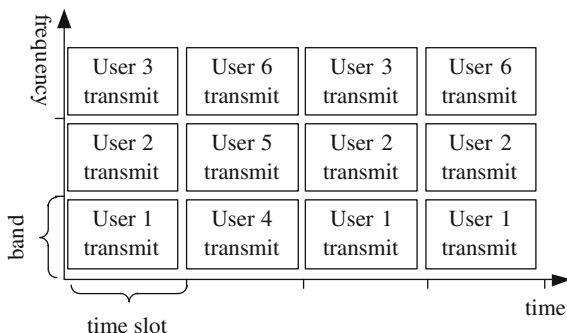 frequency
User 3
transmit
User 6
transmit
User 3
transmit
User 6
transmit
User 2
transmit
User 5
transmit
User 2
transmit
User 2
transmit
band
User 1
transmit
User 4
transmit
User 1
transmit
User 1
transmit
time
time slot